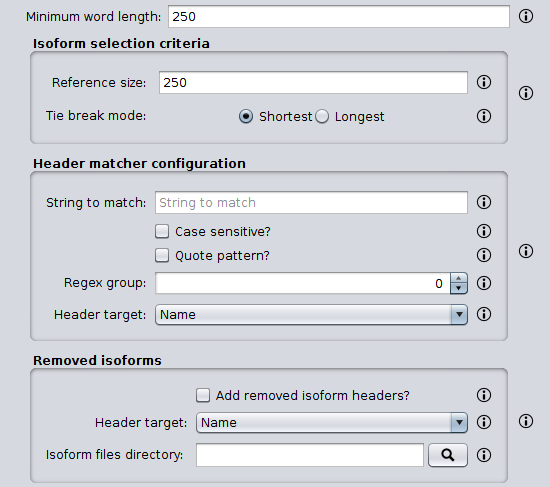 Minimum word length: 250
Isoform selection criteria
Reference size: 250
Tie break mode: Shortest Longest
Header matcher configuration
String to match: String to match
Case sensitive?
Quote pattern?
Regex group: 0
Header target: Name
Removed isoforms
Add removed isoform headers?
Header target: Name
Isoform files directory: